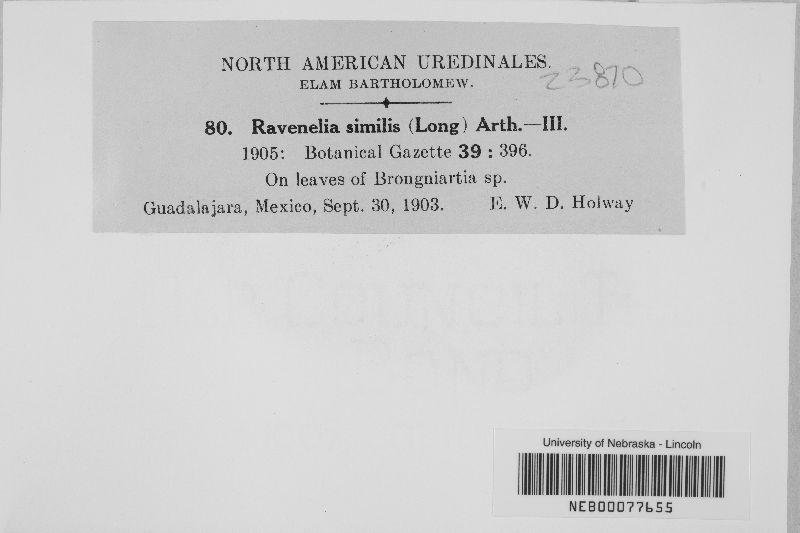 NORTH AMERICAN UREDINALES.
23870
ELAM BARTHOLOMEW.
80. Ravenelia similis (Long) Arth.—III.
1905: Botanical Gazette 39 : 396.
On leaves of Brongniartia sp.
Guadalajara, Mexico, Sept. 30, 1903. E. W. D. Holway
University of Nebraska - Lincoln
NEB00077655